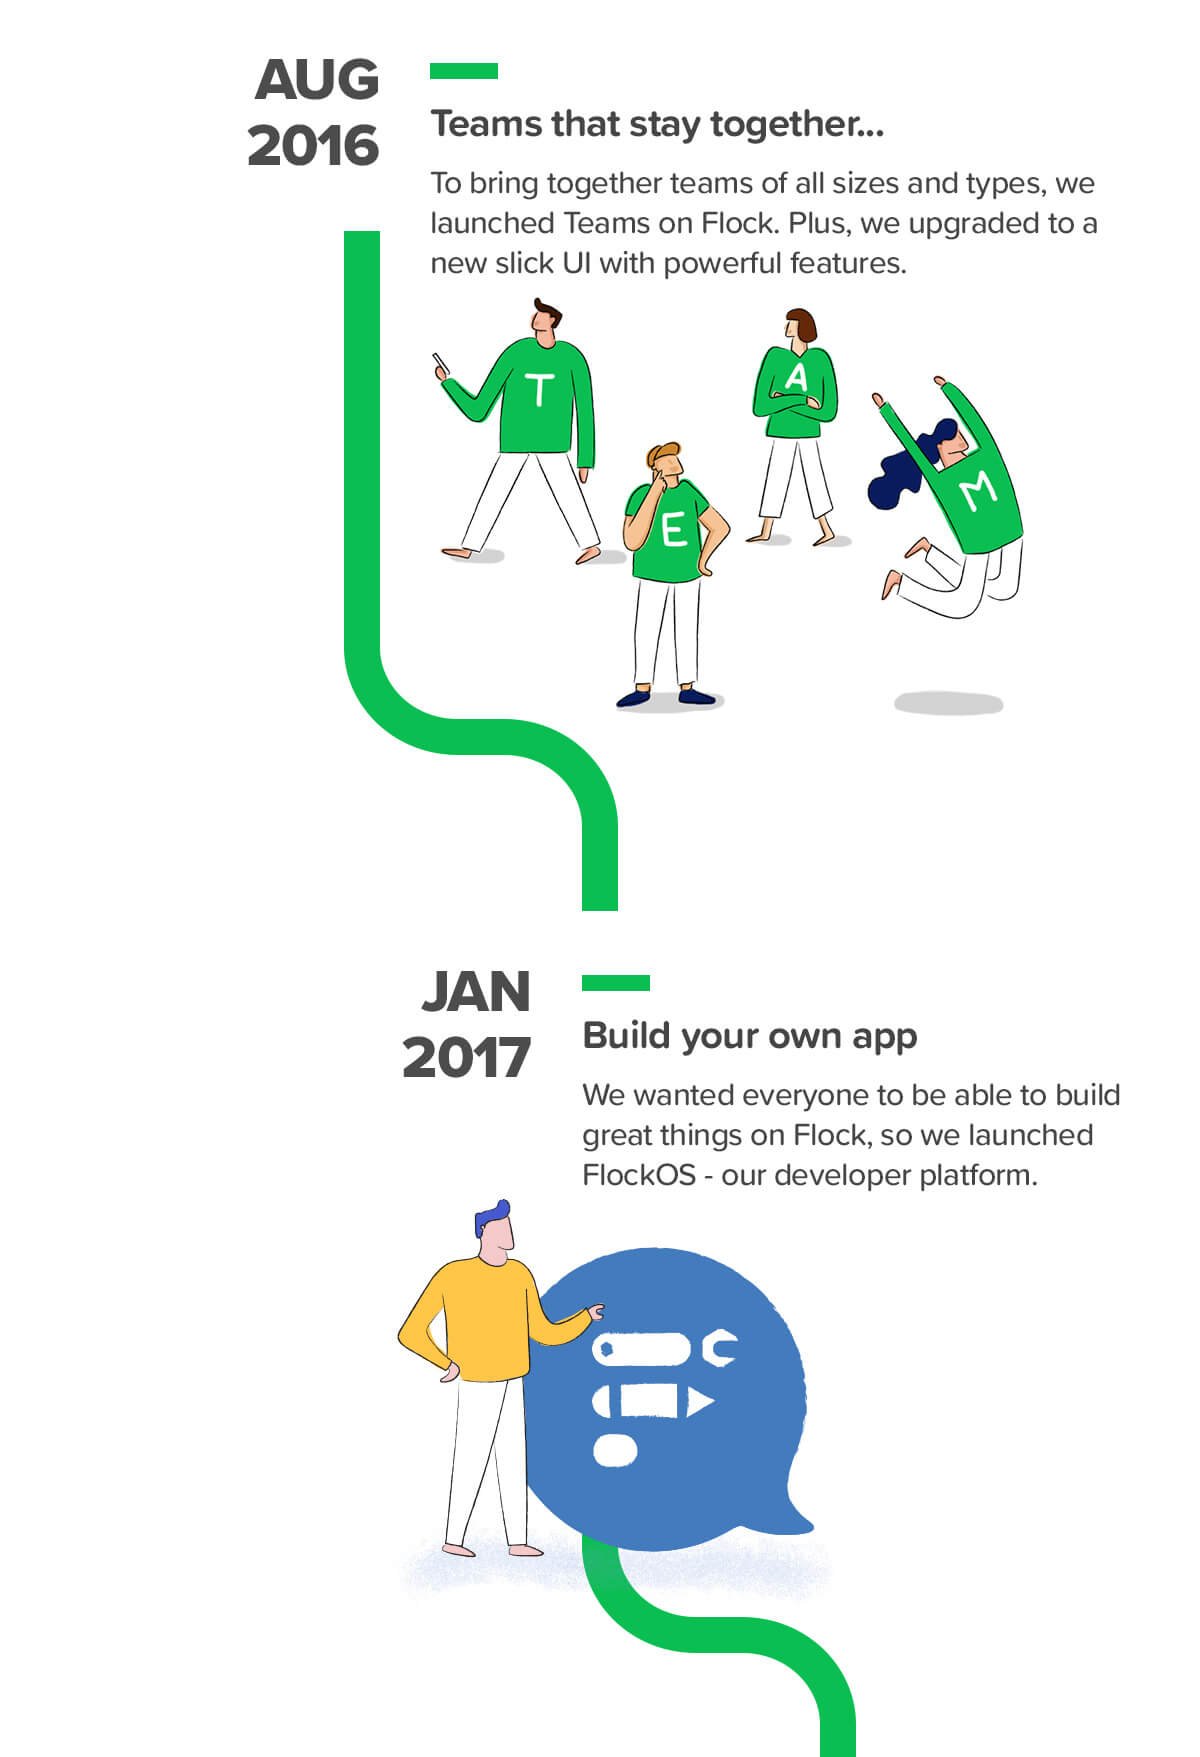 AUG
2016
Teams that stay together...
To bring together teams of all sizes and types, we
launched Teams on Flock. Plus, we upgraded to a
new slick UI with powerful features.
T
E
A
M
JAN
2017
Build your own app
We wanted everyone to be able to build
great things on Flock, so we launched
FlockOS - our developer platform.